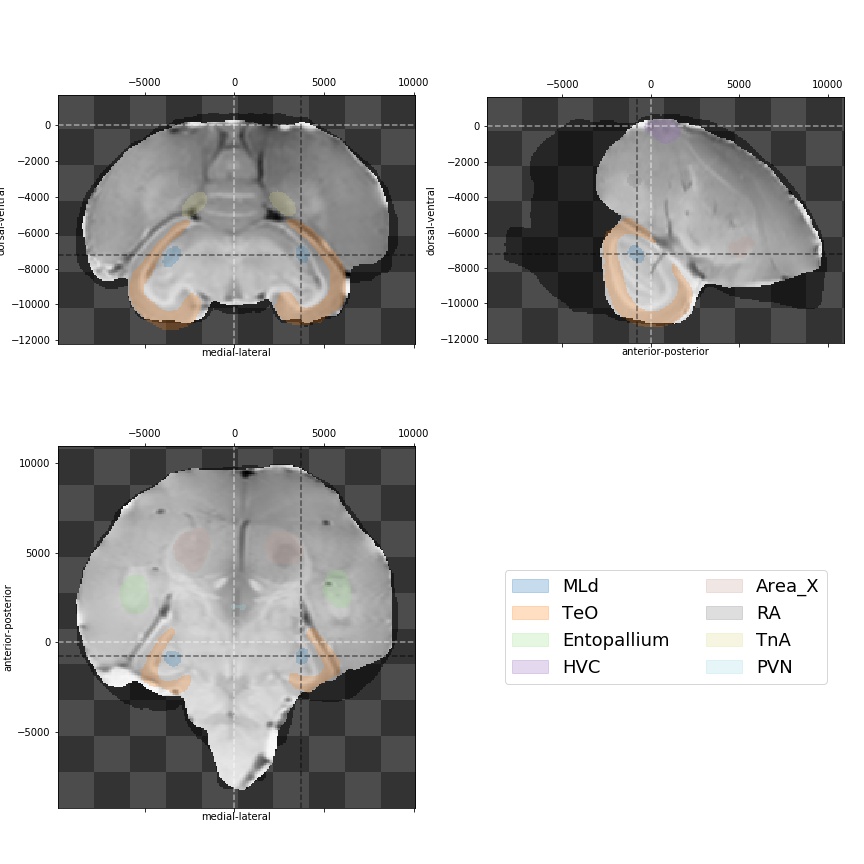 −5000 0 5000 10000
0
−2000
−4000
−6000
−8000
−10000
−12000
dorsal-ventral
medial-lateral
−5000 0 5000 10000
0
−2000
−4000
−6000
−8000
−10000
−12000
dorsal-ventral
anterior-posterior
−5000 0 5000 10000
10000
5000
0
−5000
anterior-posterior
medial-lateral
MLd Area_X
TeO RA
Entopallium TnA
HVC PVN